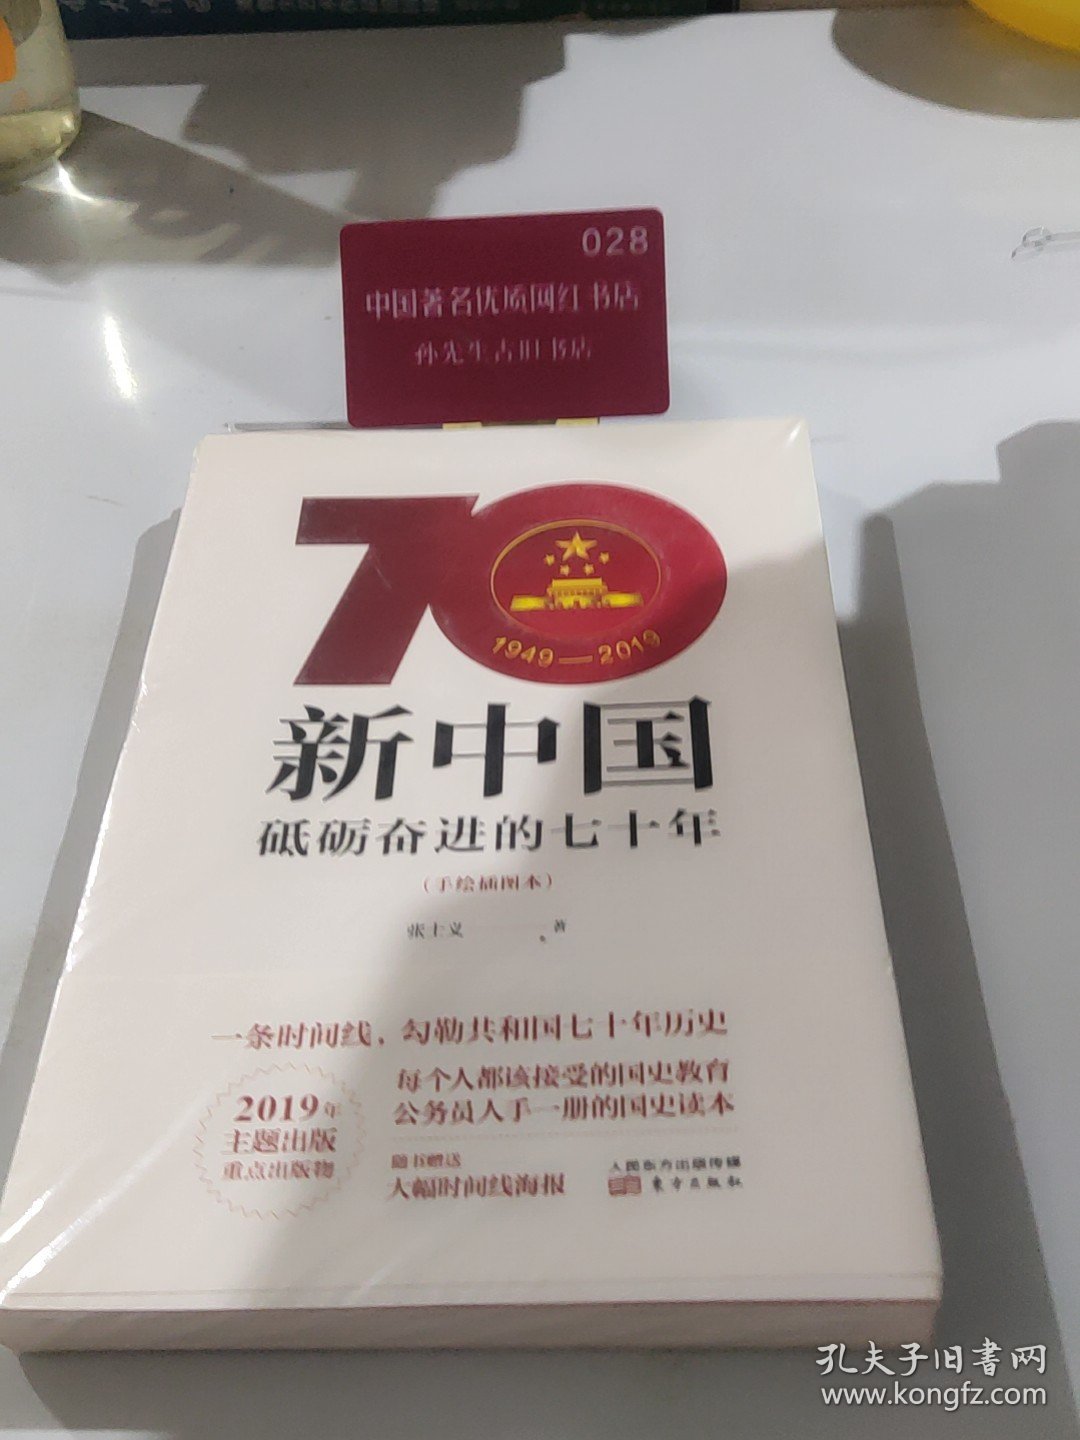 028
中国著名优质网红书店
孙先生古旧书店
70
1949—2019
新中国
砥砺奋进的七十年
（手绘插图本）
张士义 著
一条时间线，勾勒共和国七十年历史
每个人都该接受的国史教育
公务员人手一册的国史读本
2019年
主题出版
重点出版物
随书赠送
大幅时间线海报
人民东方出版传媒
东方出版社
孔夫子旧書网
www.kongfz.com